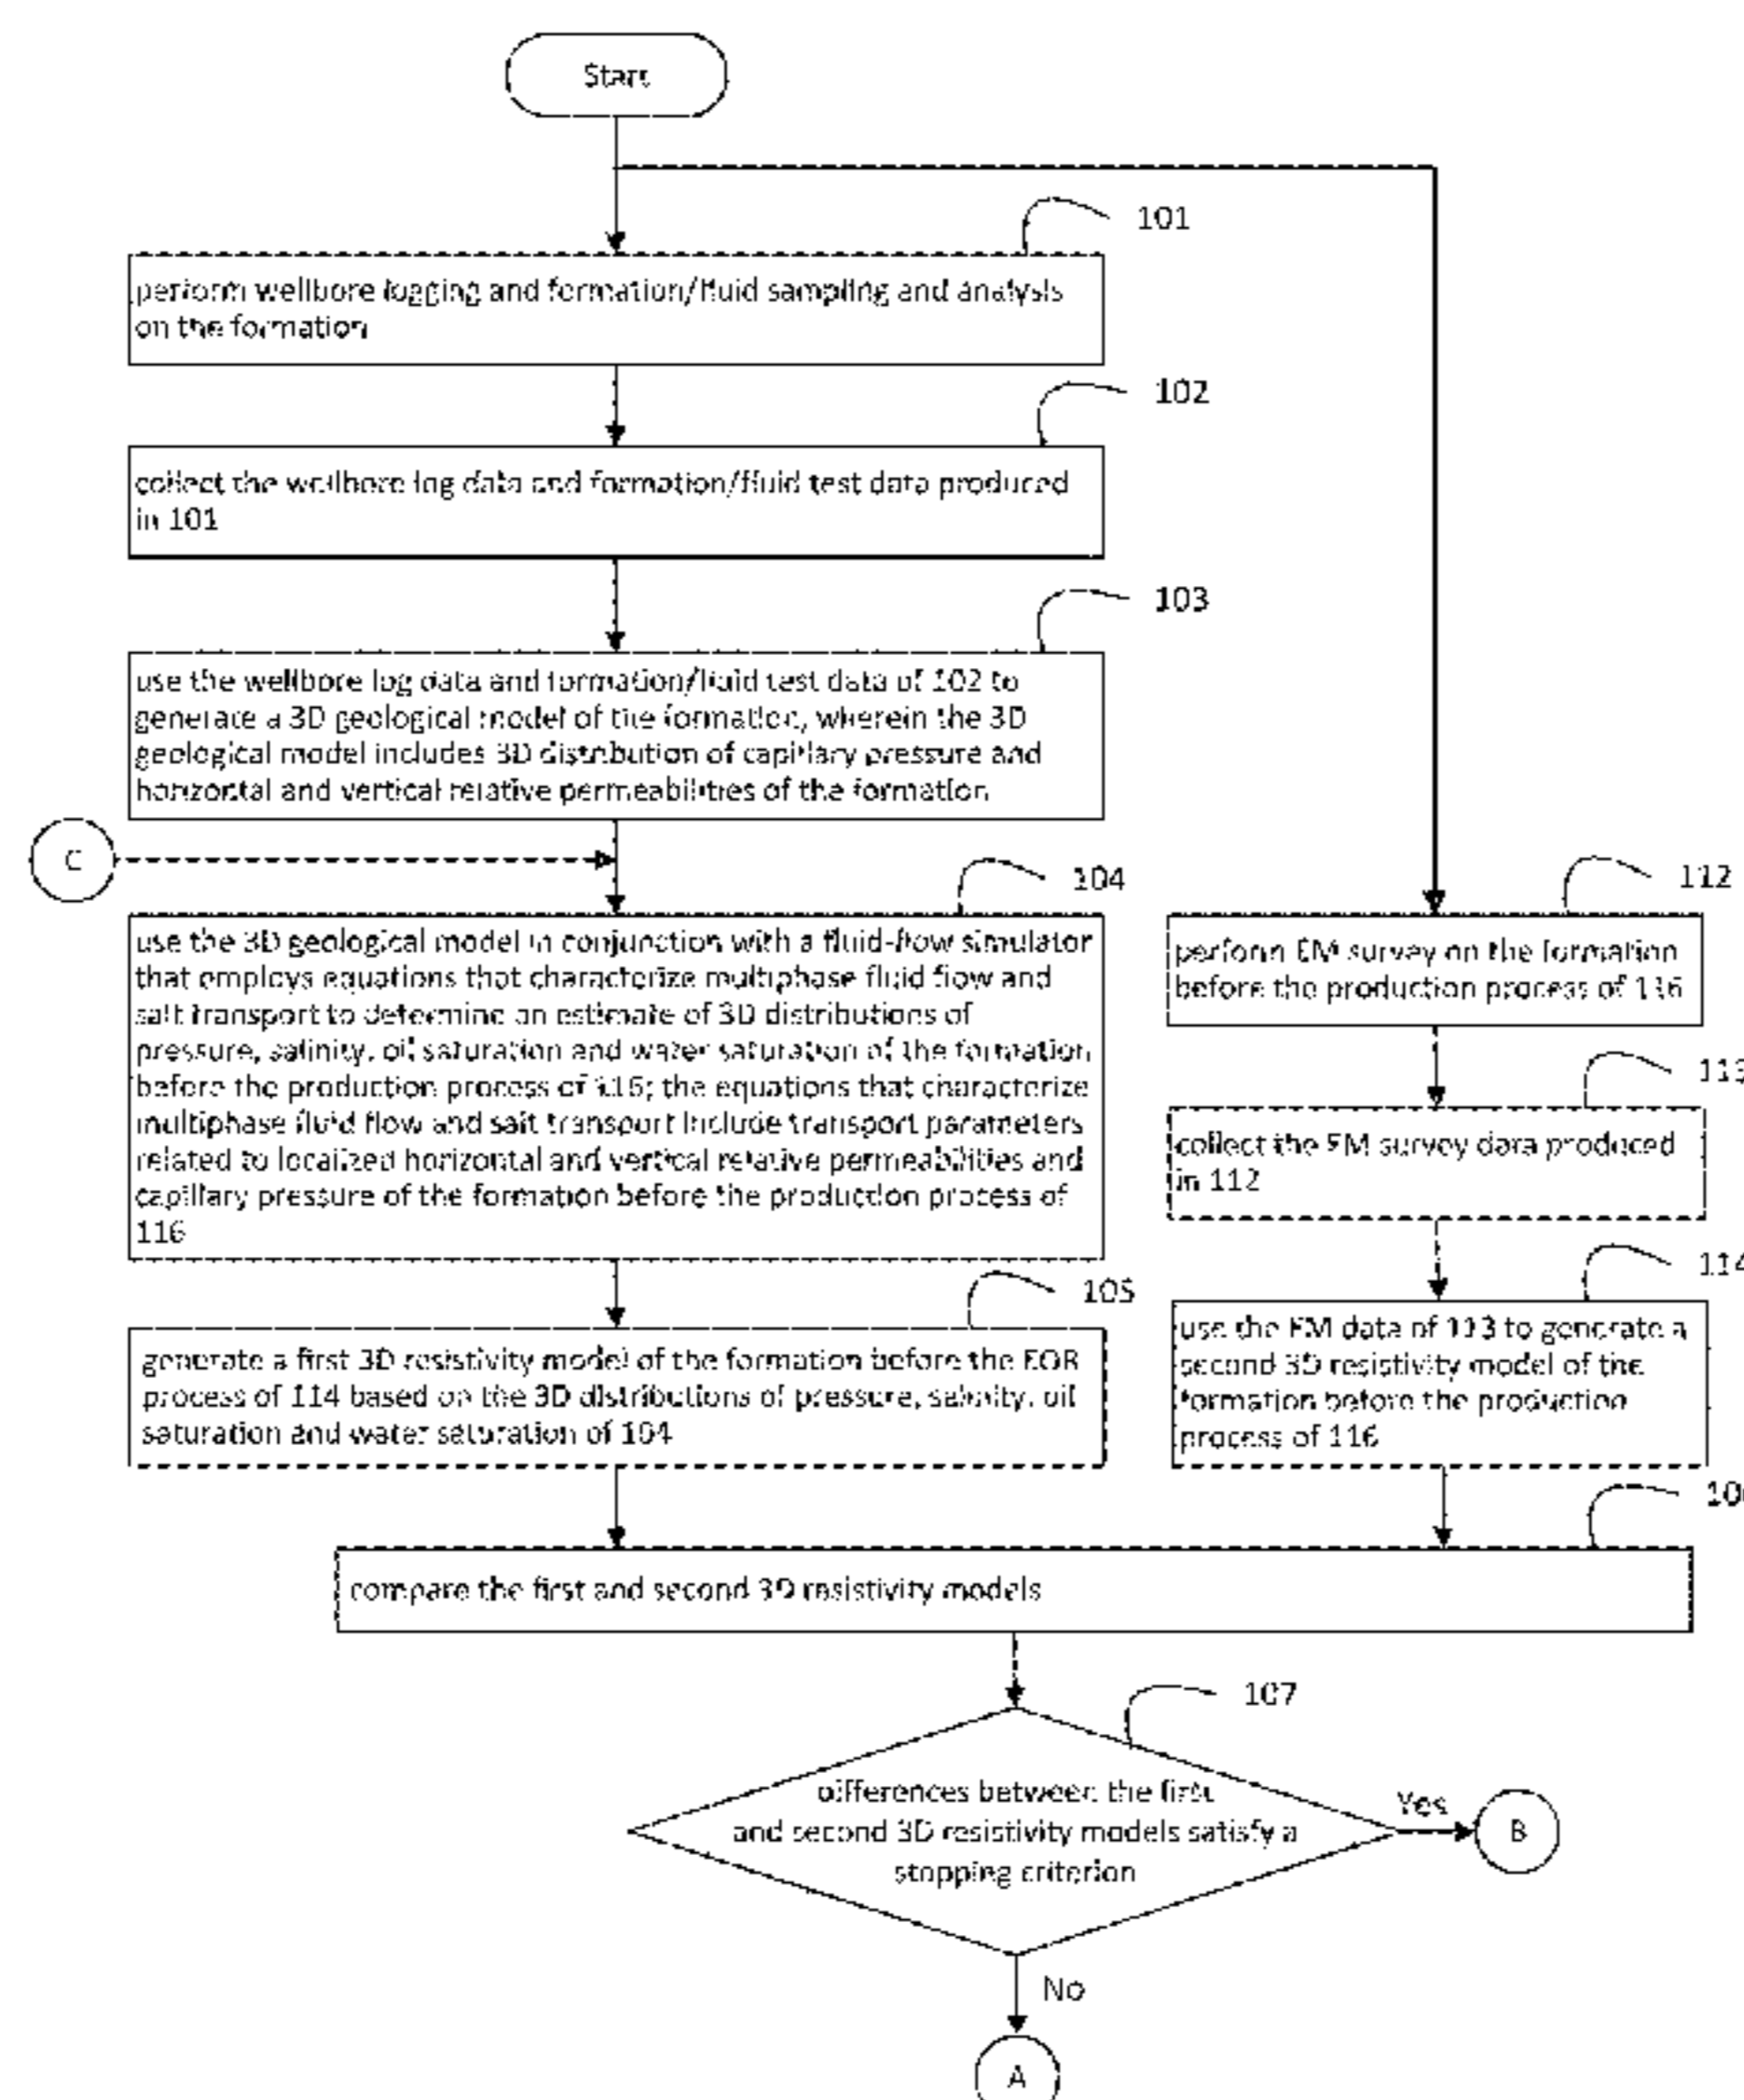 Start
101
perform wellbore logging and formation/fluid sampling and analysis
on the formation
102
collect the wellbore log data and formation/fluid test data produced
in 101
103
use the wellbore log data and formation/fluid test data of 102 to
generate a 3D geological model of the formation, wherein the 3D
geological model includes 3D distribution of capillary pressure and
horizontal and vertical relative permeabilities of the formation
C
104
use the 3D geological model in conjunction with a fluid-flow simulator
that employs equations that characterize multiphase fluid flow and
salt transport to determine an estimate of 3D distributions of
pressure, salinity, oil saturation and water saturation of the formation
before the production process of 116; the equations that characterize
multiphase fluid flow and salt transport include transport parameters
related to localized horizontal and vertical relative permeabilities and
capillary pressure of the formation before the production process of
116
112
perform EM survey on the formation
before the production process of 116
113
collect the EM survey data produced
in 112
114
use the EM data of 113 to generate a
second 3D resistivity model of the
formation before the production
process of 116
105
generate a first 3D resistivity model of the formation before the EOR
process of 114 based on the 3D distributions of pressure, salinity, oil
saturation and water saturation of 104
10
compare the first and second 3D resistivity models
107
differences between the first
and second 3D resistivity models satisfy a
stopping criterion
Yes
B
No
A